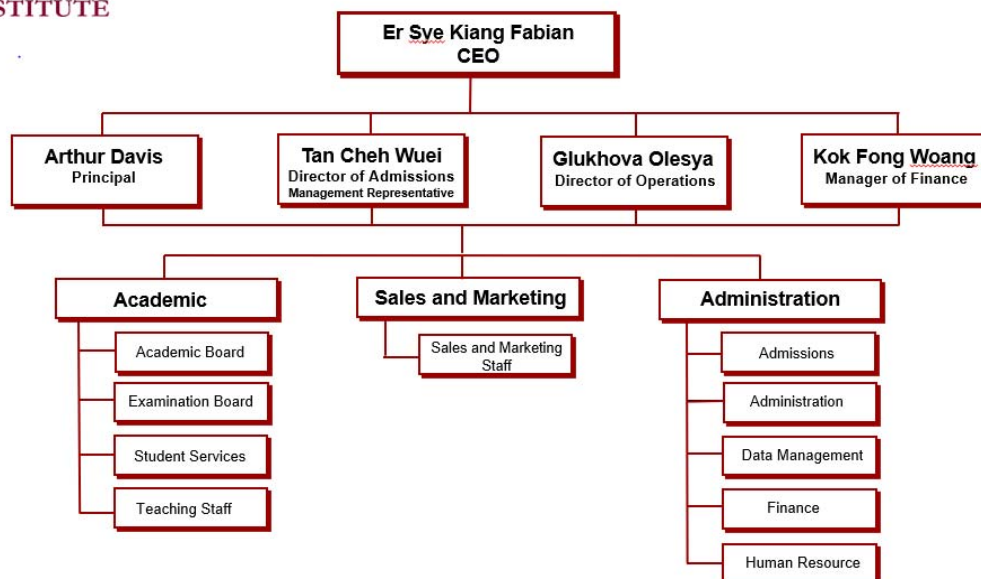 STITUTE
Er Sye Kiang Fabian
CEO
Arthur Davis
Principal
Tan Cheh Wuei
Director of Admissions
Management Representative
Glukhova Olesya
Director of Operations
Kok Fong Woang
Manager of Finance
Academic
Sales and Marketing
Administration
Academic Board
Examination Board
Student Services
Teaching Staff
Sales and Marketing
Staff
Admissions
Administration
Data Management
Finance
Human Resource